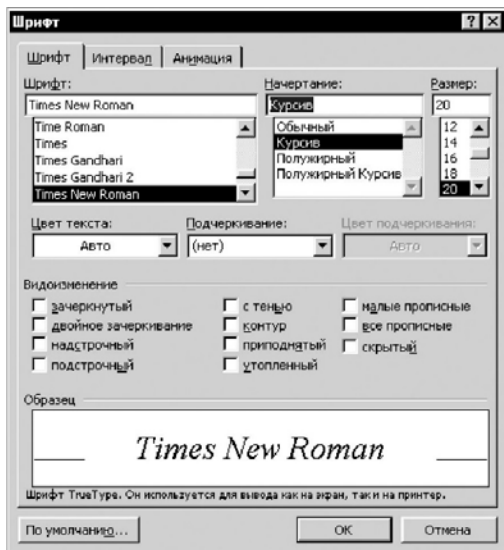 Шрифт
Шрифт Интервал Анимация
Шрифт: Начертание: Размер:
Times New Roman Курсив 20
Time Roman Обычный 12
Times Курсив 14
Times Gandhari Полужирный 16
Times Gandhari 2 Полужирный Курсив 18
Times New Roman 20
Цвет текста: Подчеркивание: Цвет подчеркивания:
Авто (нет) Авто
Видоизменение
зачеркнутый с тенью малые прописные
двойное зачеркивание контур все прописные
надстрочный приподнятый скрытый
подстрочный утопленный
Образец
Times New Roman
Шрифт TrueType. Он используется для вывода как на экран, так и на принтер.
По умолчанию... ОК Отмена